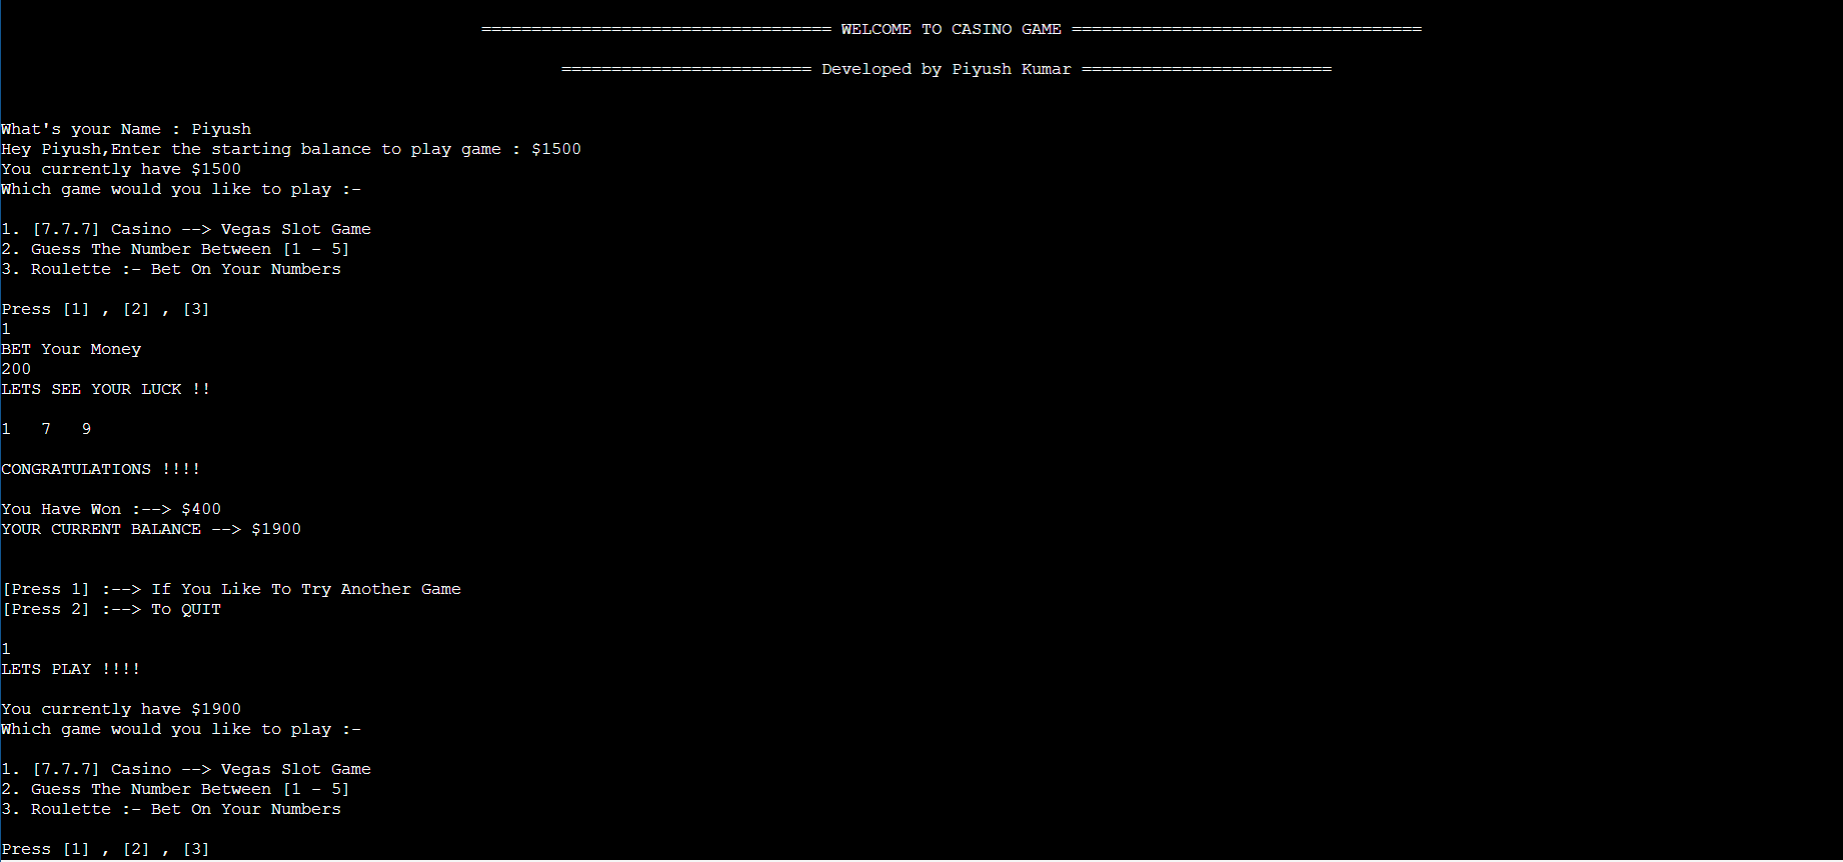 =================================== WELCOME TO CASINO GAME ===================================
========================= Developed by Piyush Kumar =========================
What's your Name : Piyush
Hey Piyush,Enter the starting balance to play game : $1500
You currently have $1500
Which game would you like to play :-
1. [7.7.7] Casino --> Vegas Slot Game
2. Guess The Number Between [1 - 5]
3. Roulette :- Bet On Your Numbers
Press [1] , [2] , [3]
1
BET Your Money
200
LETS SEE YOUR LUCK !!
1   7   9
CONGRATULATIONS !!!!
You Have Won :--> $400
YOUR CURRENT BALANCE --> $1900
[Press 1] :--> If You Like To Try Another Game
[Press 2] :--> To QUIT
1
LETS PLAY !!!!
You currently have $1900
Which game would you like to play :-
1. [7.7.7] Casino --> Vegas Slot Game
2. Guess The Number Between [1 - 5]
3. Roulette :- Bet On Your Numbers
Press [1] , [2] , [3]